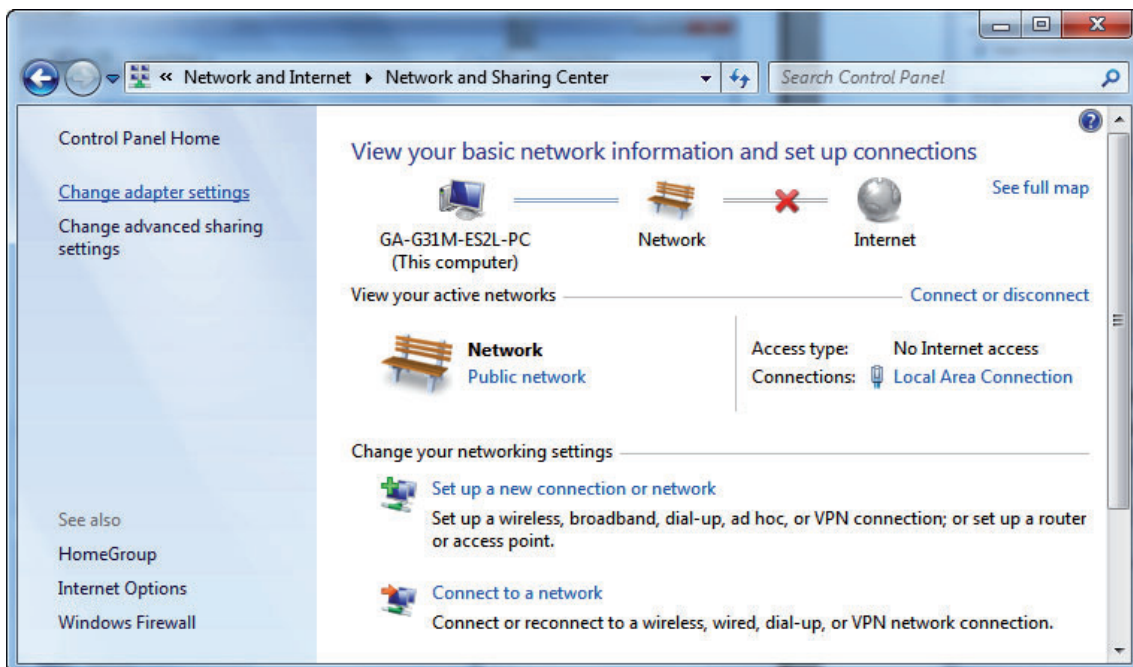 « Network and Internet ▸ Network and Sharing Center
Search Control Panel
Control Panel Home
Change adapter settings
Change advanced sharing
settings
See also
HomeGroup
Internet Options
Windows Firewall
View your basic network information and set up connections
See full map
GA-G31M-ES2L-PC
(This computer)
Network
Internet
View your active networks
Connect or disconnect
Network
Public network
Access type: No Internet access
Connections: Local Area Connection
Change your networking settings
Set up a new connection or network
Set up a wireless, broadband, dial-up, ad hoc, or VPN connection; or set up a router
or access point.
Connect to a network
Connect or reconnect to a wireless, wired, dial-up, or VPN network connection.